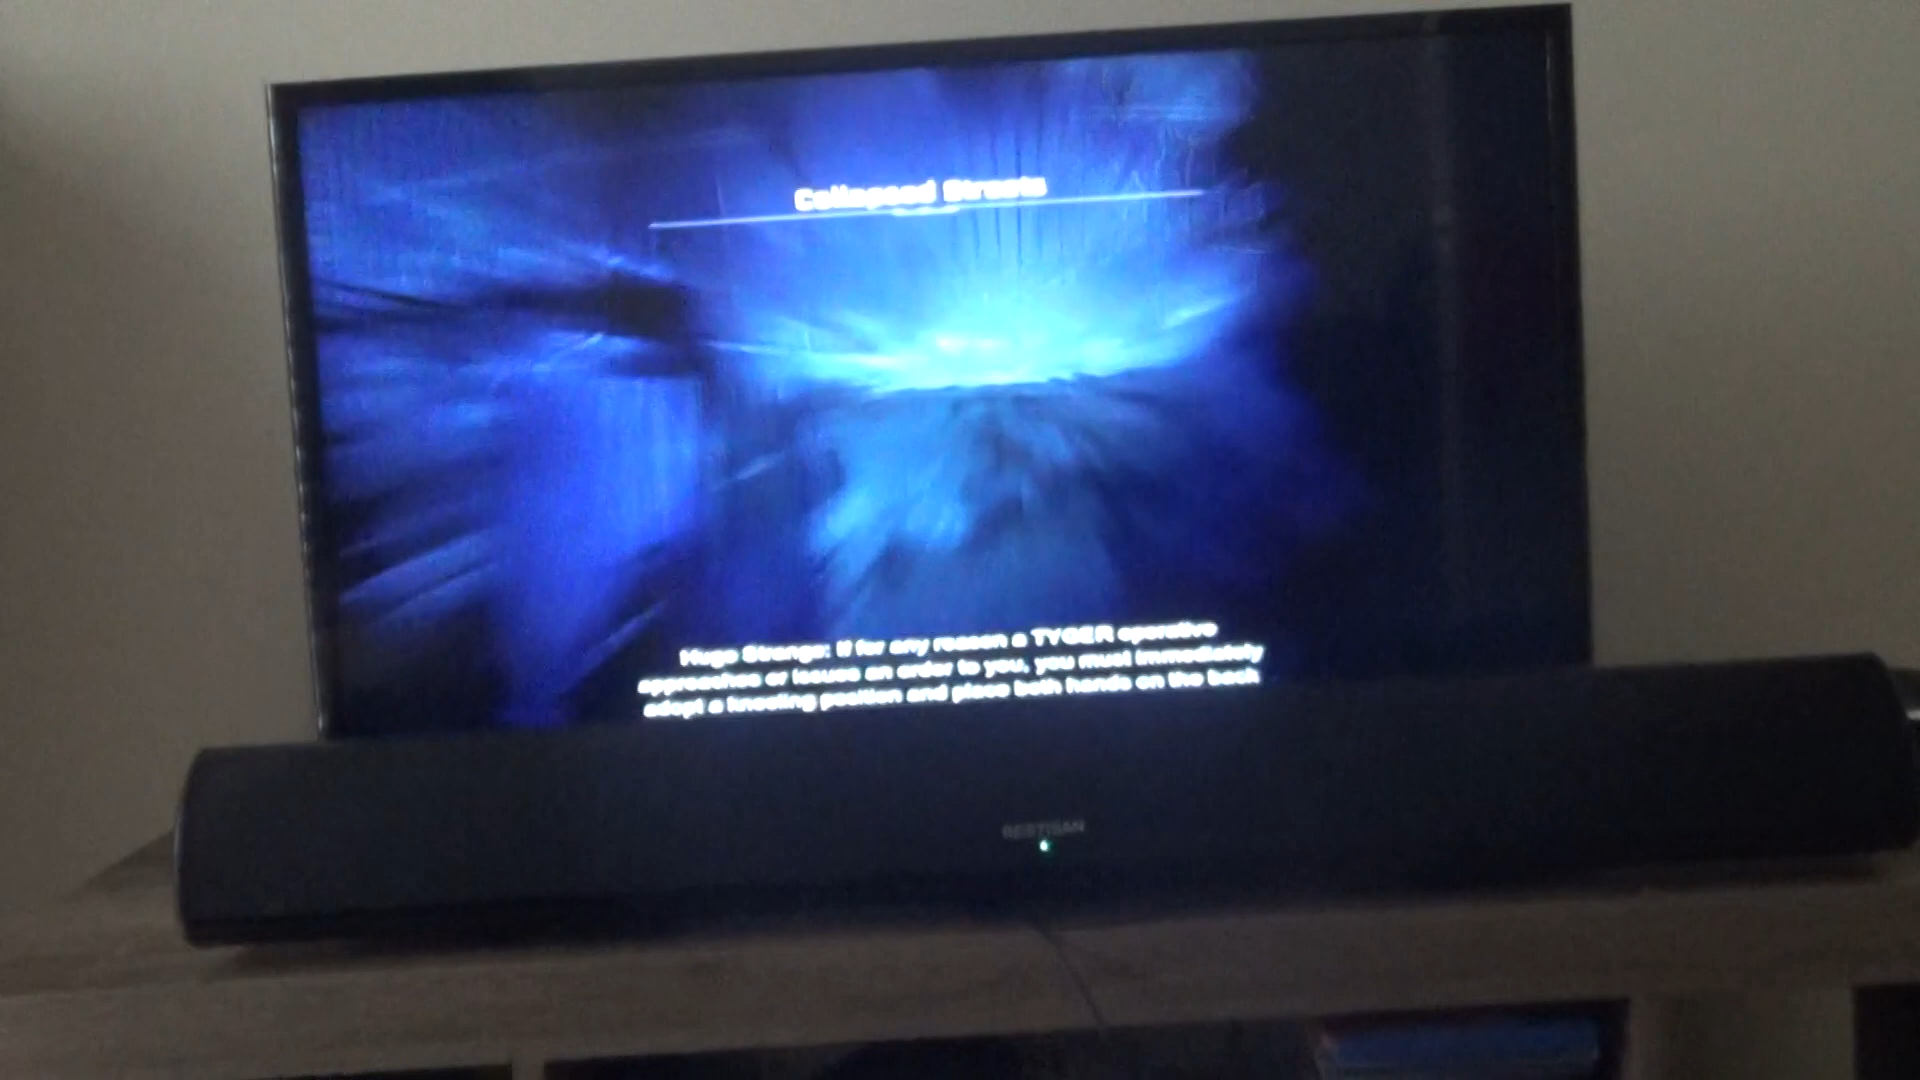 Collapsed Streets
Hugo Strange: If for any reason a TYGER operative
approaches or issues an order to you, you must immediately
adopt a kneeling position and place both hands on the back
BESTISAN